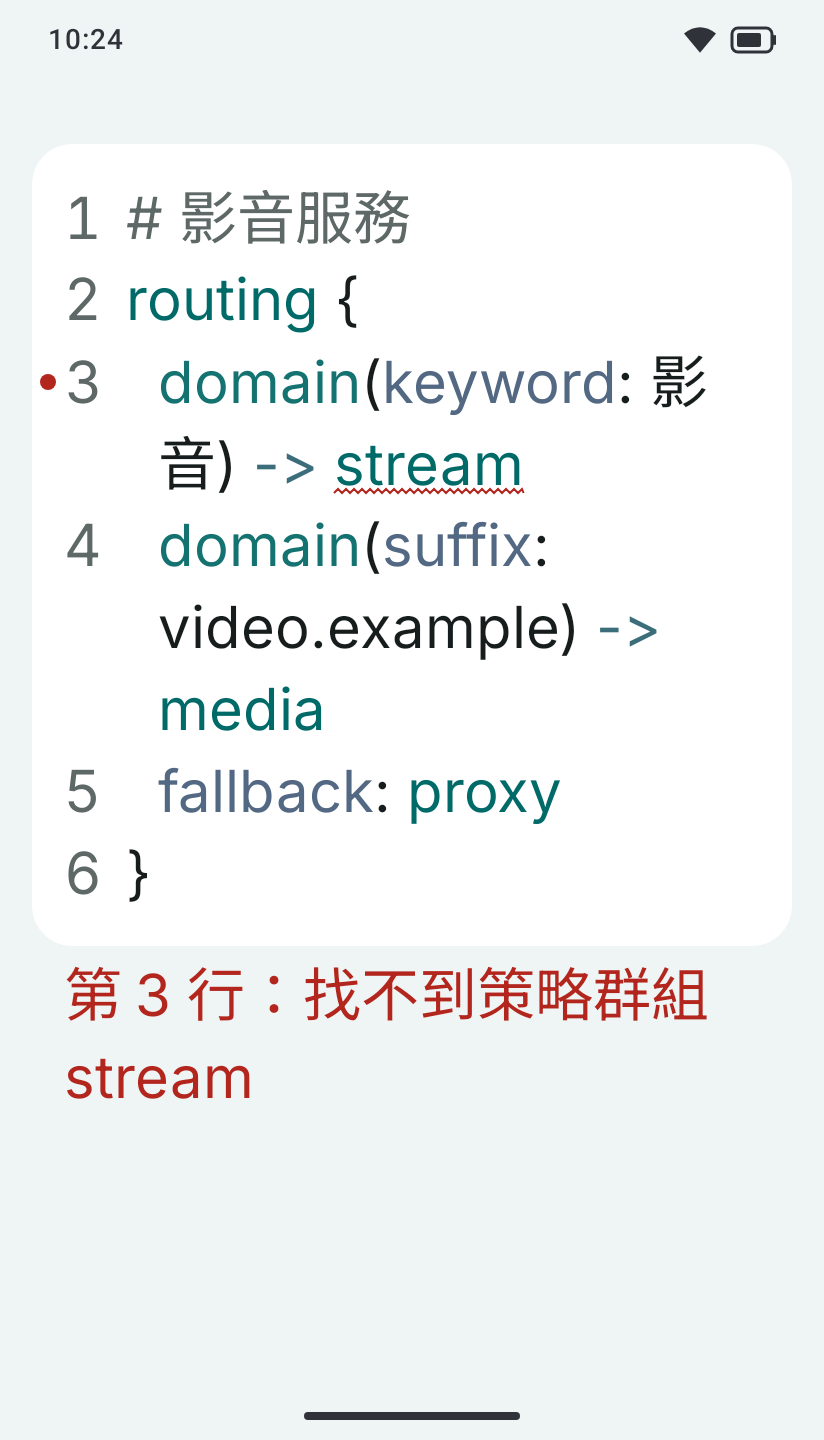 10:24
1 # 影音服務
2 routing {
3 domain(keyword: 影
音) -> stream
4 domain(suffix:
video.example) ->
media
5 fallback: proxy
6 }
第 3 行：找不到策略群組
stream